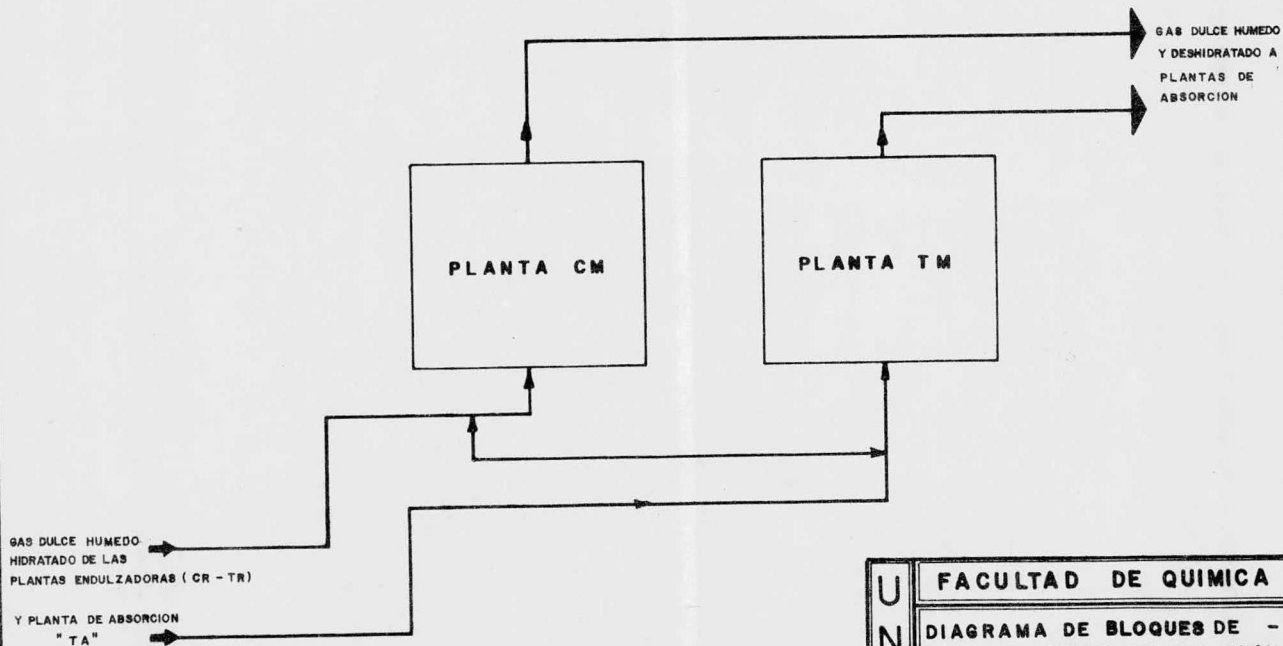 GAS DULCE HUMEDO
Y DESHIDRATADO A
PLANTAS DE
ABSORCION
PLANTA CM
PLANTA TM
GAS DULCE HUMEDO
HIDRATADO DE LAS
PLANTAS ENDULZADORAS ( CR - TR )
Y PLANTA DE ABSORCION
" TA "
U
N
FACULTAD DE QUIMICA
DIAGRAMA DE BLOQUES DE -